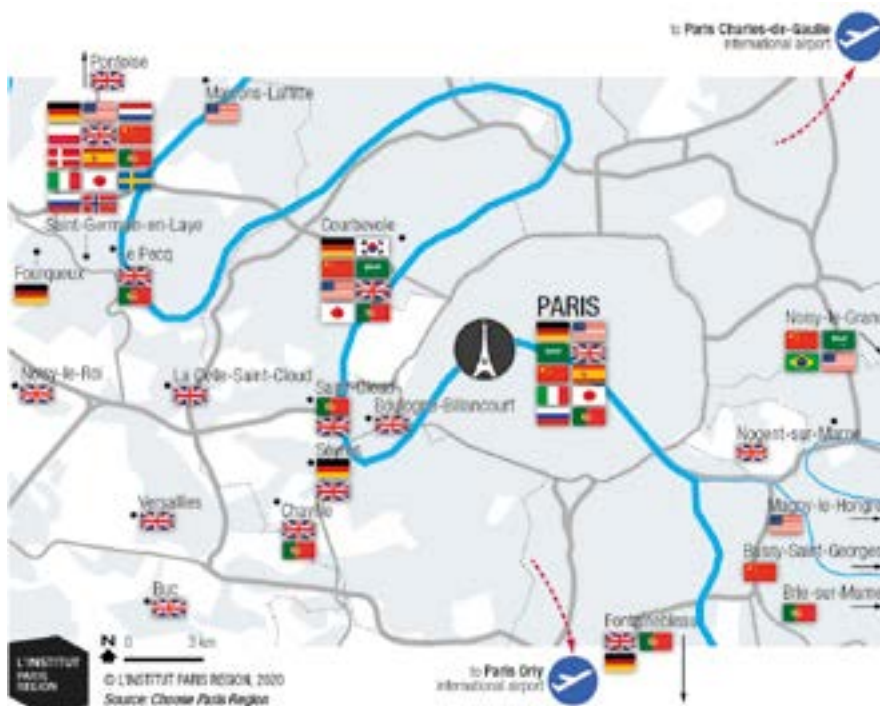 to Paris Charles-de-Gaulle
international airport
Pontoise
Maisons-Laffitte
Saint-Germain-en-Laye
Courbevoie
Le Pecq
Fourqueux
PARIS
Noisy-le-Grand
Noisy-le-Roi
La Celle-Saint-Cloud
Saint-Cloud
Boulogne-Billancourt
Nogent-sur-Marne
Sèvres
Versailles
Chaville
Magny-le-Hongre
Bussy-Saint-Georges
Buc
Brie-sur-Marne
Fontainebleau
N
0 3 km
L'INSTITUT
PARIS
REGION
© L'INSTITUT PARIS REGION, 2020
Source: Choose Paris Region
to Paris Orly
international airport